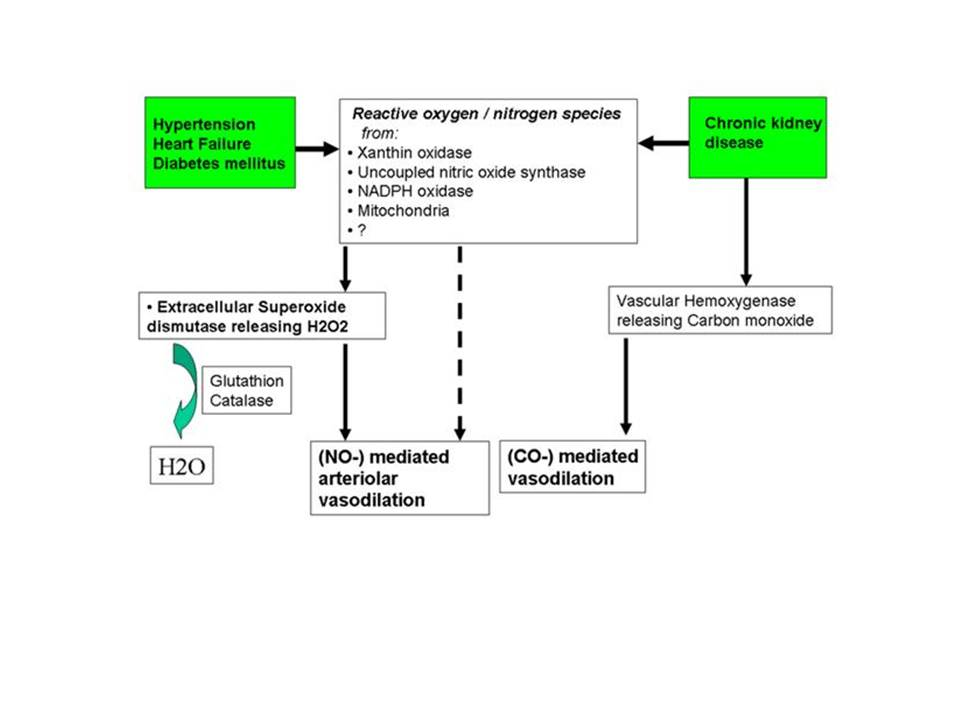 Hypertension
Heart Failure
Diabetes mellitus
Reactive oxygen / nitrogen species
from:
• Xanthin oxidase
• Uncoupled nitric oxide synthase
• NADPH oxidase
• Mitochondria
• ?
Chronic kidney
disease
• Extracellular Superoxide
dismutase releasing H2O2
Vascular Hemoxygenase
releasing Carbon monoxide
Glutathion
Catalase
H2O
(NO-) mediated
arteriolar
vasodilation
(CO-) mediated
vasodilation